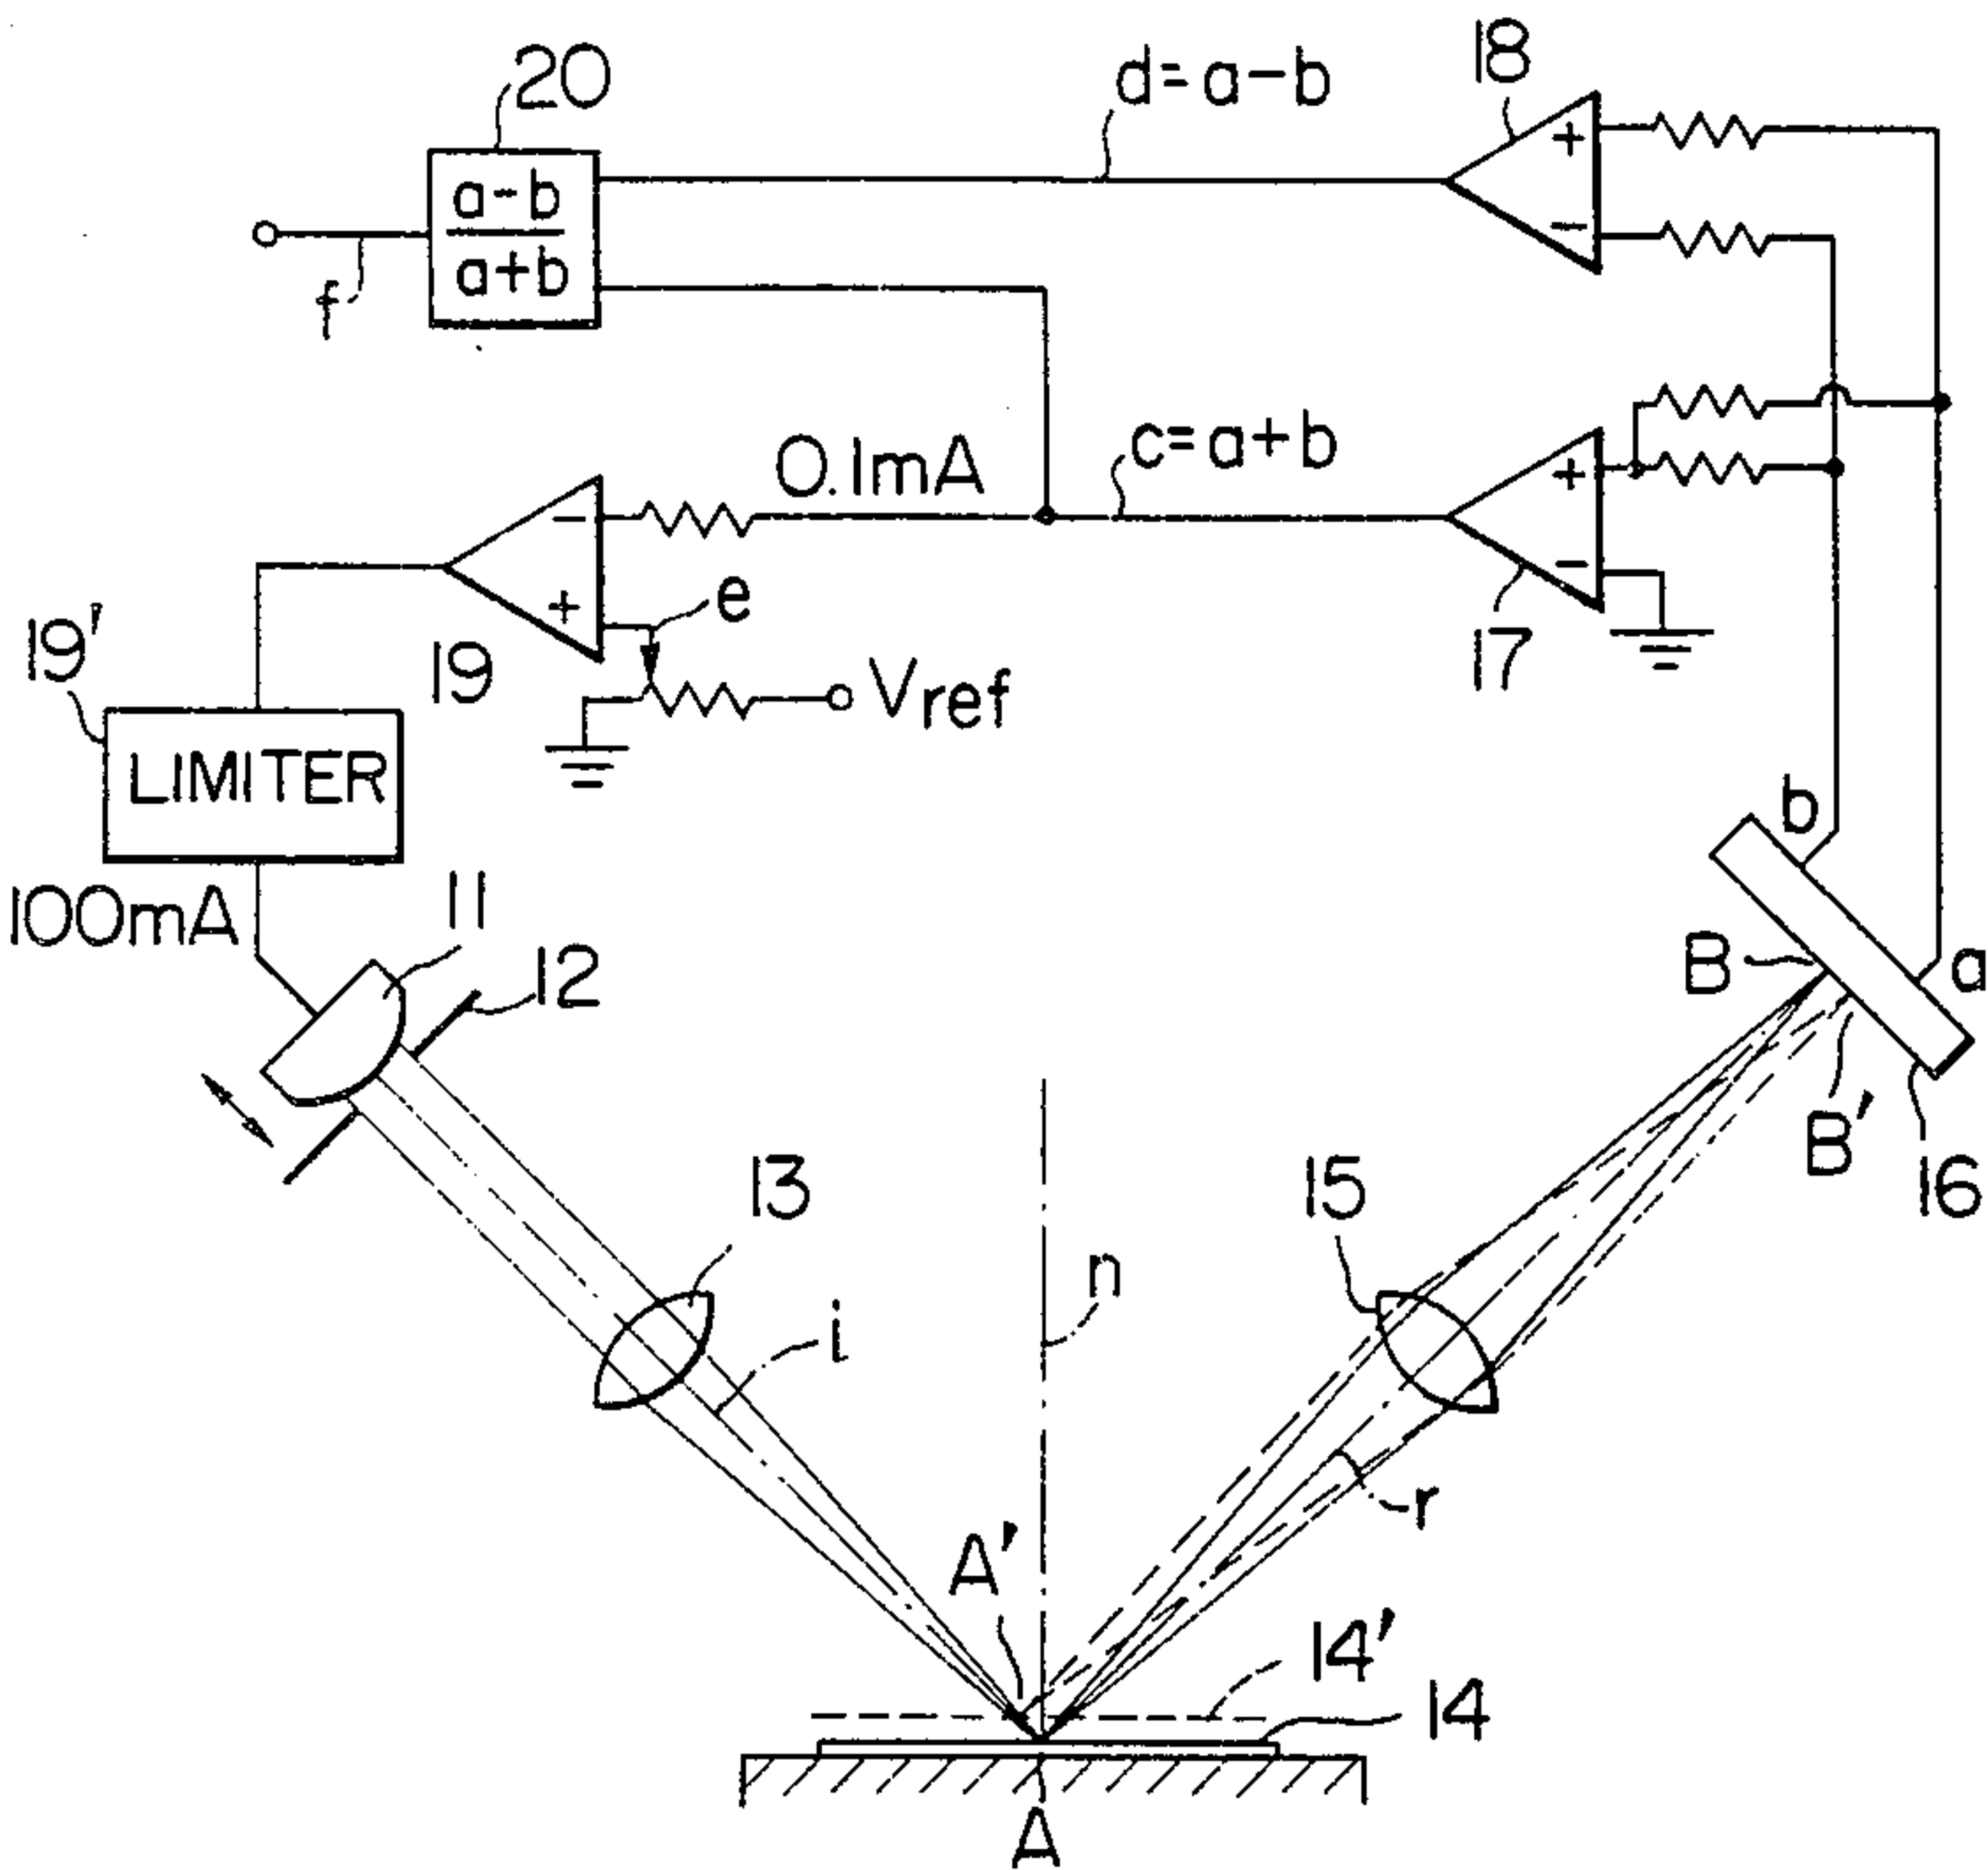 20
d=a-b
18
a-b
a+b
f
0.1mA
c=a+b
+
-
+
-
-
+
e
19'
19
Vref
17
LIMITER
b
100mA
11
12
B
a
B'
16
13
15
n
i
r
A'
14'
14
A